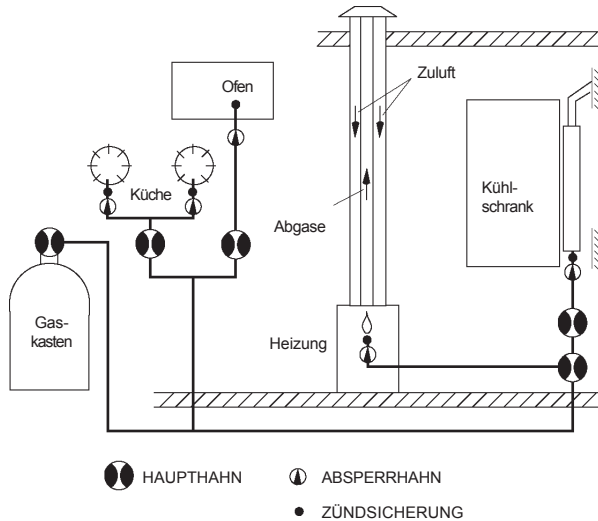 Zuluft
Ofen
Küche
Kühl-
schrank
Abgase
Gas-
kasten
Heizung
HAUPTHAHN
ABSPERRHAHN
ZÜNDSICHERUNG